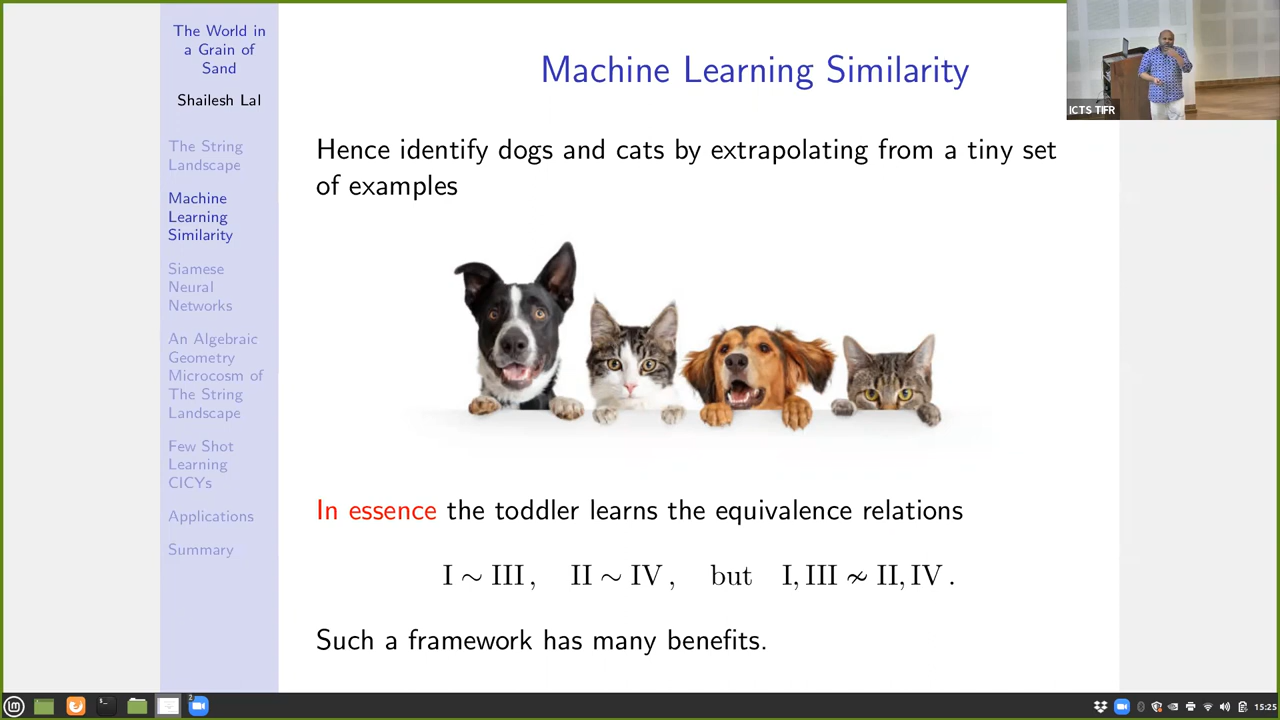 The World in
a Grain of
Sand
Shailesh Lal
The String
Landscape
Machine
Learning
Similarity
Siamese
Neural
Networks
An Algebraic
Geometry
Microcosm of
The String
Landscape
Few Shot
Learning
CICYs
Applications
Summary
Machine Learning Similarity
Hence identify dogs and cats by extrapolating from a tiny set
of examples
In essence the toddler learns the equivalence relations
I ∼ III , II ∼ IV , but I, III ≁ II, IV .
Such a framework has many benefits.
ICTS TIFR
2
15:25